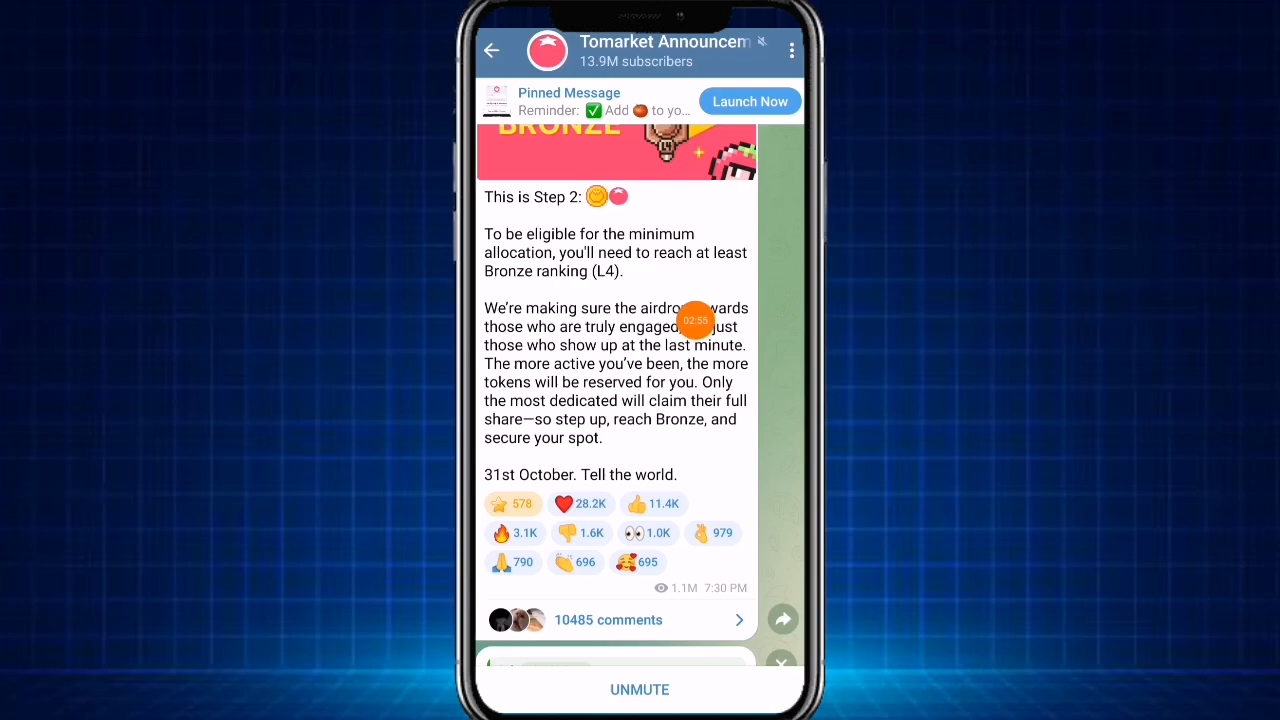 Tomarket Announcem
13.9M subscribers
Pinned Message
Reminder: ✅ Add 🍅 to yo...
Launch Now
BRONZE
L4
This is Step 2:
To be eligible for the minimum
allocation, you'll need to reach at least
Bronze ranking (L4).
We're making sure the wards
those who are truly engaged just
02:55
those who show up at the last minute.
The more active you've been, the more
tokens will be reserved for you. Only
the most dedicated will claim their full
share—so step up, reach Bronze, and
secure your spot.
31st October. Tell the world.
⭐ 578 ❤️ 28.2K 👍 11.4K
🔥 3.1K 👎 1.6K 👀 1.0K 🤌 979
🙏 790 👏 696 🥰 695
1.1M 7:30 PM
10485 comments
UNMUTE